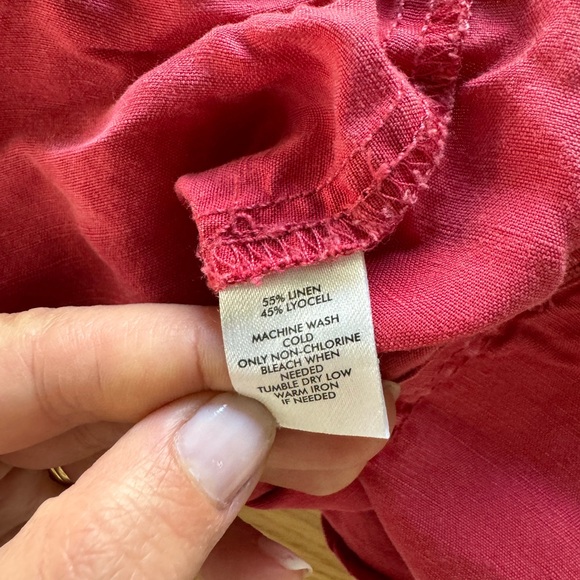 55% LINEN
45% LYOCELL
MACHINE WASH
COLD
ONLY NON-CHLORINE
BLEACH WHEN
NEEDED
TUMBLE DRY LOW
WARM IRON
IF NEEDED